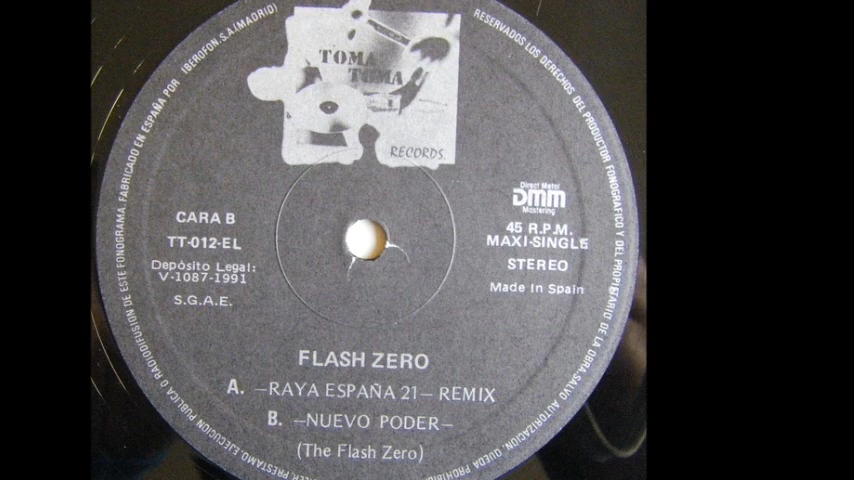 FABRICADO EN ESPAÑA POR IBEROFON S.A.(MADRID)
RESERVADOS LOS DERECHOS DEL PRODUCTOR FONOGRAFICO Y DEL PROPIETARIO DE LA OBRA.SALVO AUTORIZACION, QUEDA PROHIB
PRESTAMO, EJECUCION PUBLICA O RADIODIFUSION DE ESTE FONOGRAMA.
TOMA
TOMA
RECORDS.
CARA B
TT-012-EL
Depòsito Legal:
V-1087-1991
S.G.A.E.
Direct Metal
DMM
Mastering
45 R.P.M.
MAXI-SINGLE
STEREO
Made In Spain
FLASH ZERO
A. —RAYA ESPAÑA 21— REMIX
B. —NUEVO PODER—
(The Flash Zero)